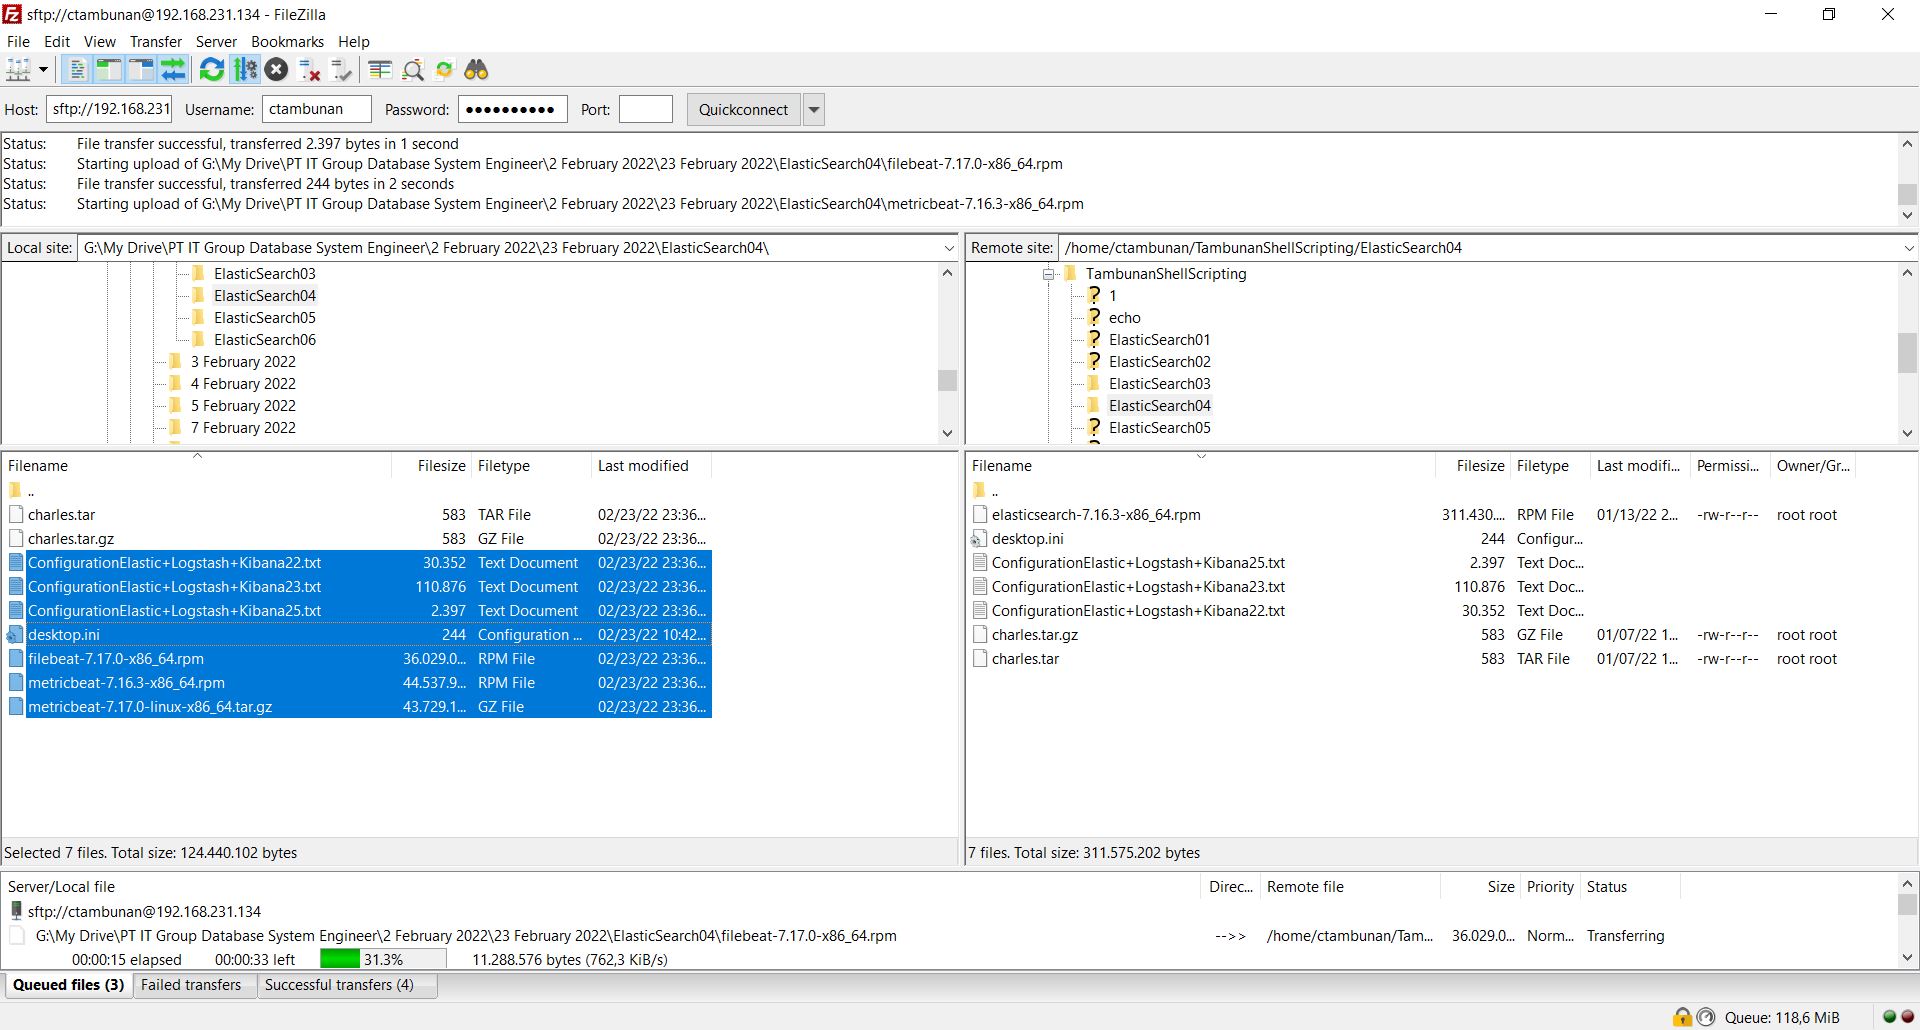 sftp://ctambunan@192.168.231.134 - FileZilla
File Edit View Transfer Server Bookmarks Help
Host: sftp://192.168.231 Username: ctambunan Password: ●●●●●●●●●● Port: Quickconnect
Status: File transfer successful, transferred 2.397 bytes in 1 second
Status: Starting upload of G:\My Drive\PT IT Group Database System Engineer\2 February 2022\23 February 2022\ElasticSearch04\filebeat-7.17.0-x86_64.rpm
Status: File transfer successful, transferred 244 bytes in 2 seconds
Status: Starting upload of G:\My Drive\PT IT Group Database System Engineer\2 February 2022\23 February 2022\ElasticSearch04\metricbeat-7.16.3-x86_64.rpm
Local site: G:\My Drive\PT IT Group Database System Engineer\2 February 2022\23 February 2022\ElasticSearch04\
ElasticSearch03
ElasticSearch04
ElasticSearch05
ElasticSearch06
3 February 2022
4 February 2022
5 February 2022
7 February 2022
Filename Filesize Filetype Last modified
..
charles.tar 583 TAR File 02/23/22 23:36...
charles.tar.gz 583 GZ File 02/23/22 23:36...
ConfigurationElastic+Logstash+Kibana22.txt 30.352 Text Document 02/23/22 23:36...
ConfigurationElastic+Logstash+Kibana23.txt 110.876 Text Document 02/23/22 23:36...
ConfigurationElastic+Logstash+Kibana25.txt 2.397 Text Document 02/23/22 23:36...
desktop.ini 244 Configuration ... 02/23/22 10:42...
filebeat-7.17.0-x86_64.rpm 36.029.0... RPM File 02/23/22 23:36...
metricbeat-7.16.3-x86_64.rpm 44.537.9... RPM File 02/23/22 23:36...
metricbeat-7.17.0-linux-x86_64.tar.gz 43.729.1... GZ File 02/23/22 23:36...
Selected 7 files. Total size: 124.440.102 bytes
Remote site: /home/ctambunan/TambunanShellScripting/ElasticSearch04
TambunanShellScripting
1
echo
ElasticSearch01
ElasticSearch02
ElasticSearch03
ElasticSearch04
ElasticSearch05
Filename Filesize Filetype Last modifi... Permissi... Owner/Gr...
..
elasticsearch-7.16.3-x86_64.rpm 311.430.... RPM File 01/13/22 2... -rw-r--r-- root root
desktop.ini 244 Configur...
ConfigurationElastic+Logstash+Kibana25.txt 2.397 Text Doc...
ConfigurationElastic+Logstash+Kibana23.txt 110.876 Text Doc...
ConfigurationElastic+Logstash+Kibana22.txt 30.352 Text Doc...
charles.tar.gz 583 GZ File 01/07/22 1... -rw-r--r-- root root
charles.tar 583 TAR File 01/07/22 1... -rw-r--r-- root root
7 files. Total size: 311.575.202 bytes
Server/Local file Direc... Remote file Size Priority Status
sftp://ctambunan@192.168.231.134
G:\My Drive\PT IT Group Database System Engineer\2 February 2022\23 February 2022\ElasticSearch04\filebeat-7.17.0-x86_64.rpm -->> /home/ctambunan/Tam... 36.029.0... Norm... Transferring
00:00:15 elapsed 00:00:33 left 31.3% 11.288.576 bytes (762,3 KiB/s)
Queued files (3) Failed transfers Successful transfers (4)
Queue: 118,6 MiB